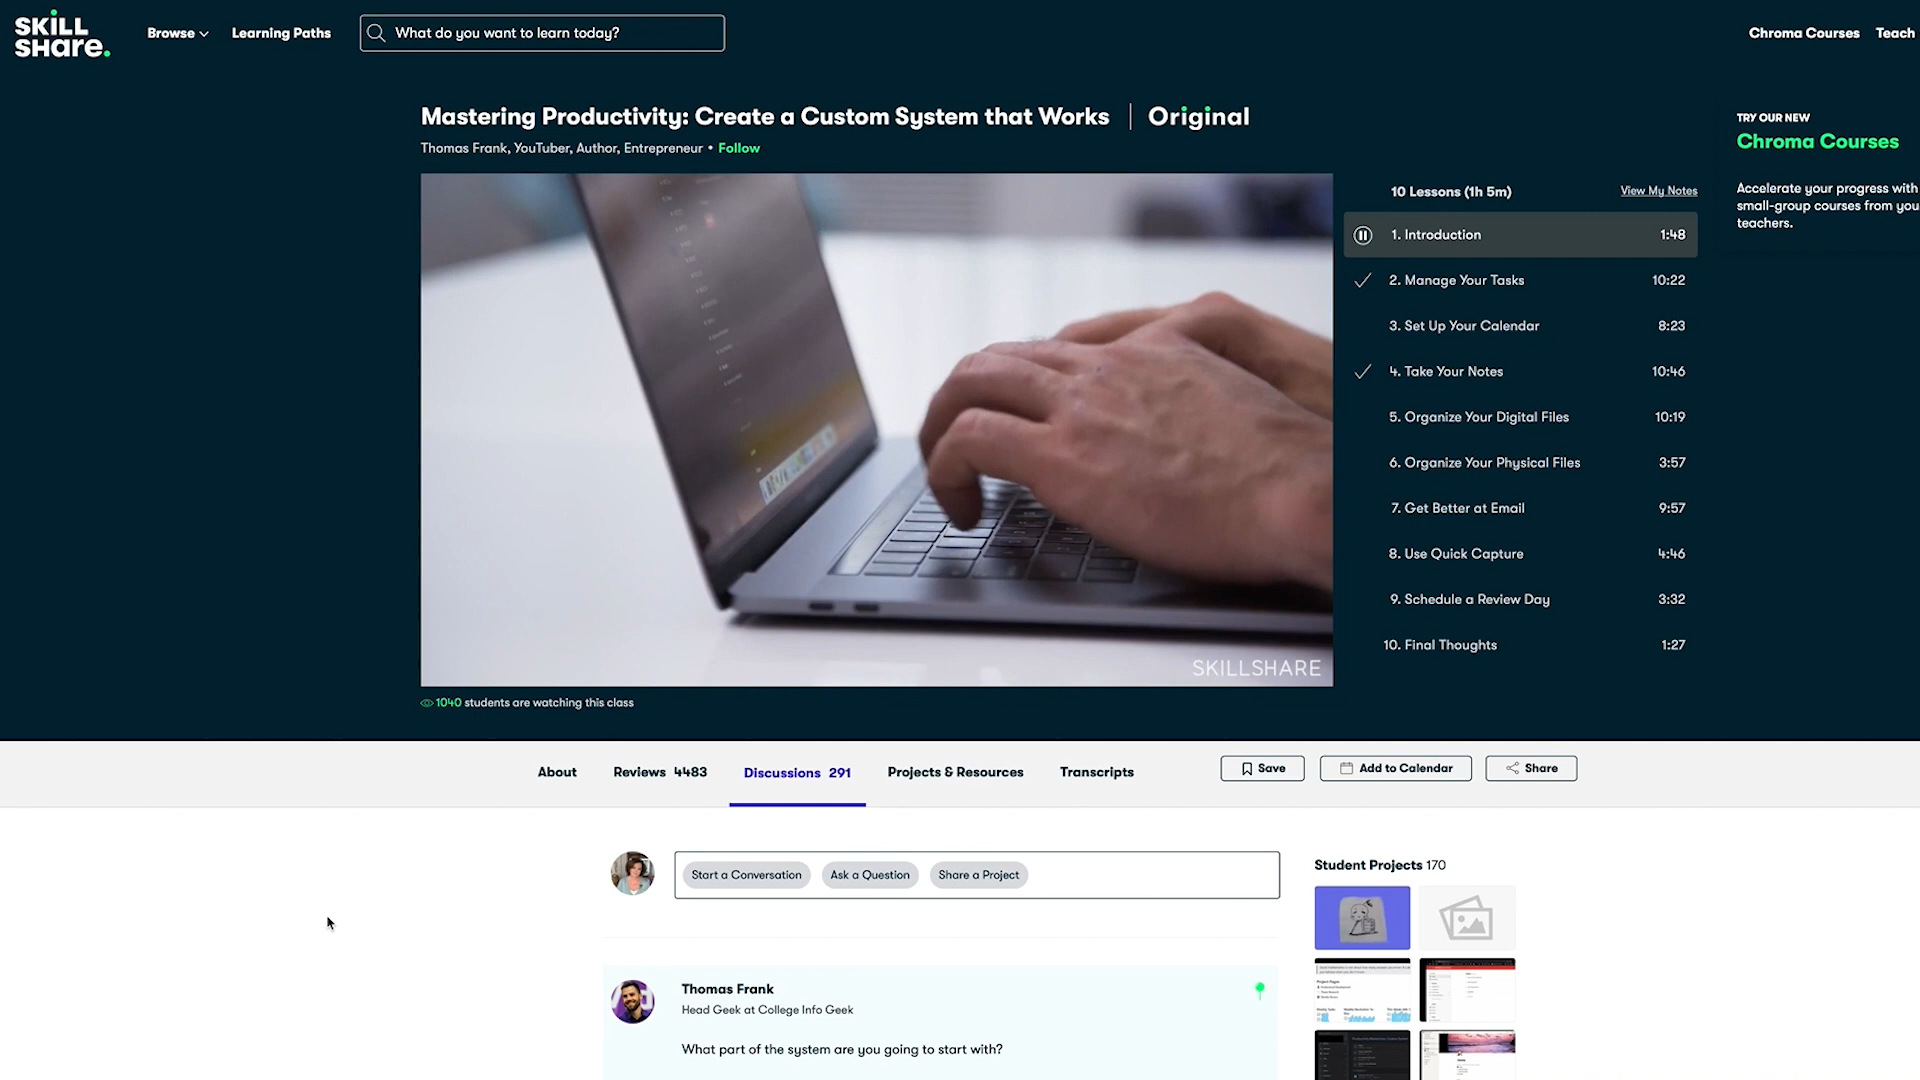 SKiLL
SHare.
Browse
Learning Paths
What do you want to learn today?
Chroma Courses
Teach
Mastering Productivity: Create a Custom System that Works | Original
Thomas Frank, YouTuber, Author, Entrepreneur • Follow
TRY OUR NEW
Chroma Courses
Accelerate your progress with
small-group courses from you
teachers.
10 Lessons (1h 5m)
View My Notes
1. Introduction 1:48
2. Manage Your Tasks 10:22
3. Set Up Your Calendar 8:23
4. Take Your Notes 10:46
5. Organize Your Digital Files 10:19
6. Organize Your Physical Files 3:57
7. Get Better at Email 9:57
8. Use Quick Capture 4:46
9. Schedule a Review Day 3:32
10. Final Thoughts 1:27
SKILLSHARE
1040 students are watching this class
About
Reviews 4483
Discussions 291
Projects & Resources
Transcripts
Save
Add to Calendar
Share
Start a Conversation
Ask a Question
Share a Project
Student Projects 170
Thomas Frank
Head Geek at College Info Geek
What part of the system are you going to start with?